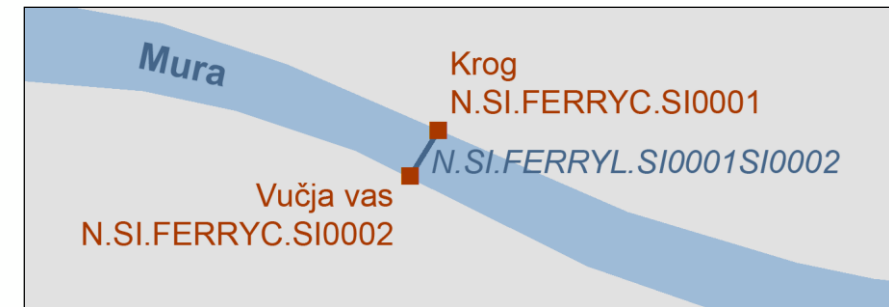 Mura
Krog
N.SI.FERRYC.SI0001
N.SI.FERRYL.SI0001SI0002
Vučja vas
N.SI.FERRYC.SI0002